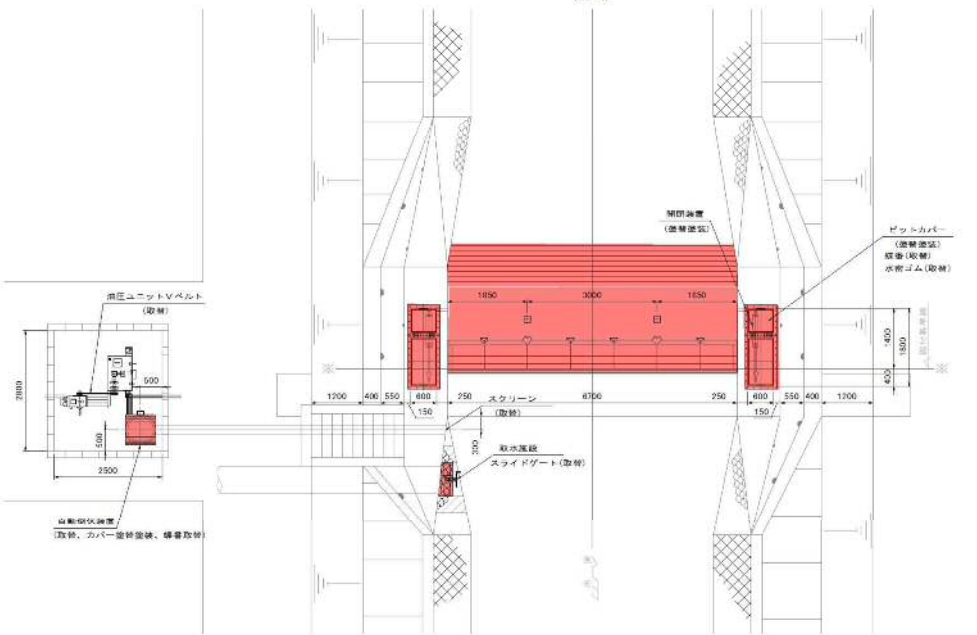 開閉装置
(塗替塗装)
ピットカバー
(塗替塗装)
蝶番(取替)
水密ゴム(取替)
油圧ユニットVベルト
(取替)
1850
3000
1850
1400
1800
400
500
2800
※
※
1200
400
550
600
250
6700
250
600
550
400
1200
150
150
スクリーン
(取替)
300
500
2500
取水施設
スライドゲート(取替)
自動倒伏装置
(取替、カバー塗替塗装、蝶番取替)